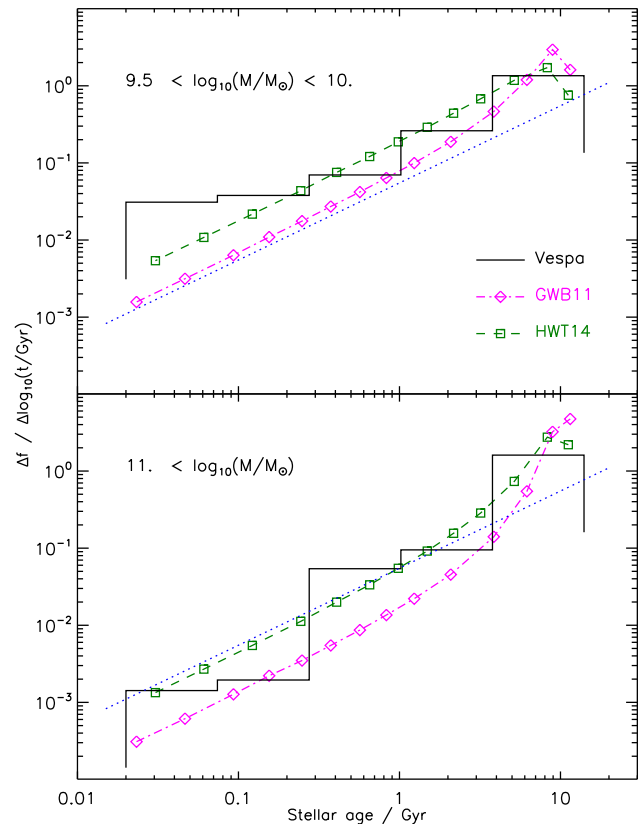 10⁰
10⁻¹
10⁻²
10⁻³
9.5 < log₁₀(M/M☉) < 10.
Vespa
GWB11
HWT14
Δf / Δlog₁₀(t/Gyr)
10⁰
10⁻¹
10⁻²
10⁻³
11. < log₁₀(M/M☉)
0.01 0.1 1 10
Stellar age / Gyr